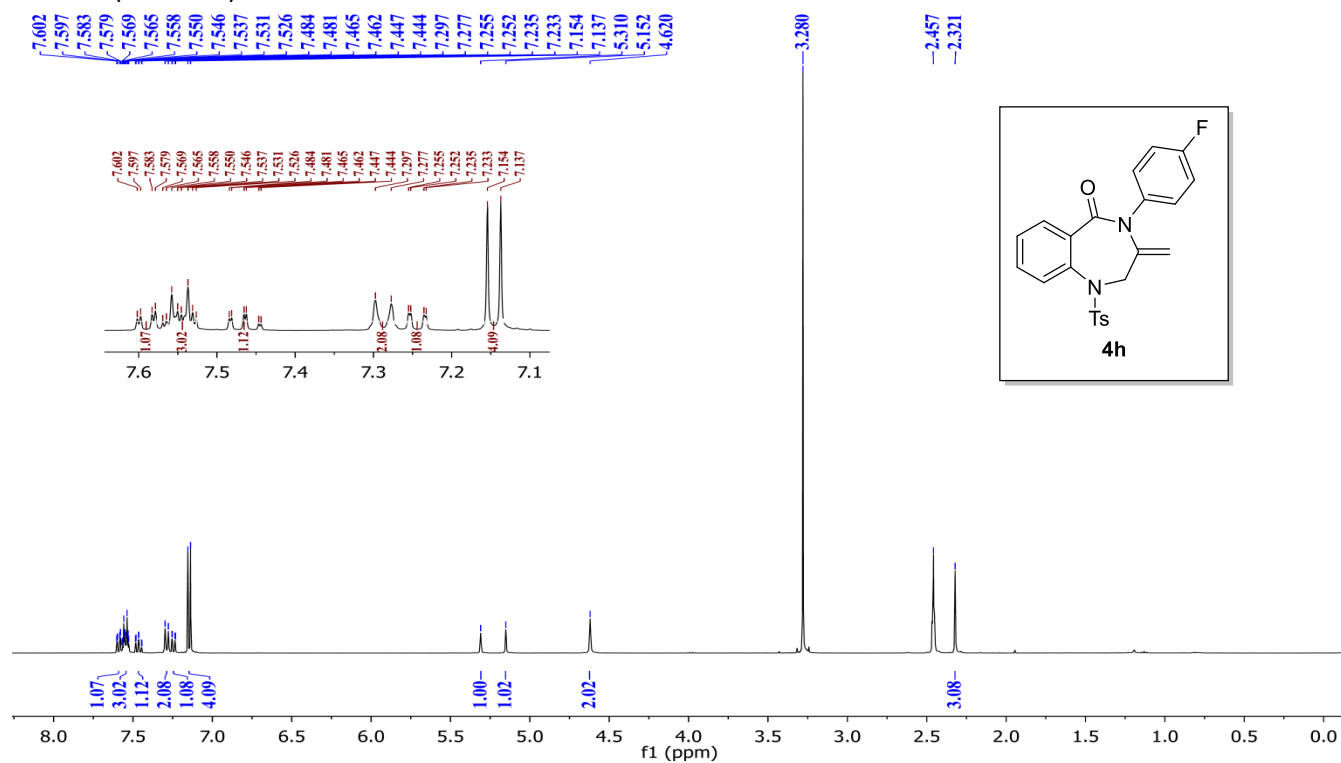 7.602 7.597 7.583 7.579 7.569 7.565 7.558 7.550 7.546 7.537 7.531 7.526 7.484 7.481 7.465 7.462 7.447 7.444 7.297 7.277 7.255 7.252 7.235 7.233 7.154 7.137 5.310 5.152 4.620 3.280 2.457 2.321
7.602 7.597 7.583 7.579 7.569 7.565 7.558 7.550 7.546 7.537 7.531 7.526 7.484 7.481 7.465 7.462 7.447 7.444 7.297 7.277 7.255 7.252 7.235 7.233 7.154 7.137
1.07 3.02 1.12 2.08 1.08 4.09
7.6 7.5 7.4 7.3 7.2 7.1
F
O
N
N
Ts
4h
1.07 3.02 1.12 2.08 1.08 4.09 1.00 1.02 2.02 3.08
8.0 7.5 7.0 6.5 6.0 5.5 5.0 4.5 4.0 3.5 3.0 2.5 2.0 1.5 1.0 0.5 0.0
f1 (ppm)